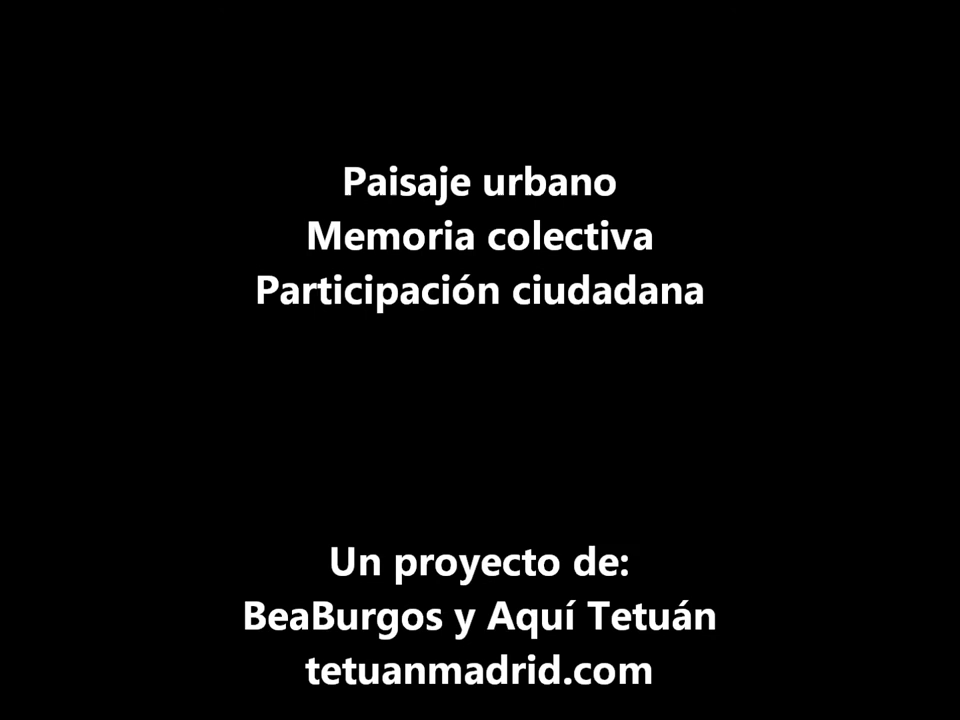 Paisaje urbano
Memoria colectiva
Participación ciudadana
Un proyecto de:
BeaBurgos y Aquí Tetuán
tetuanmadrid.com